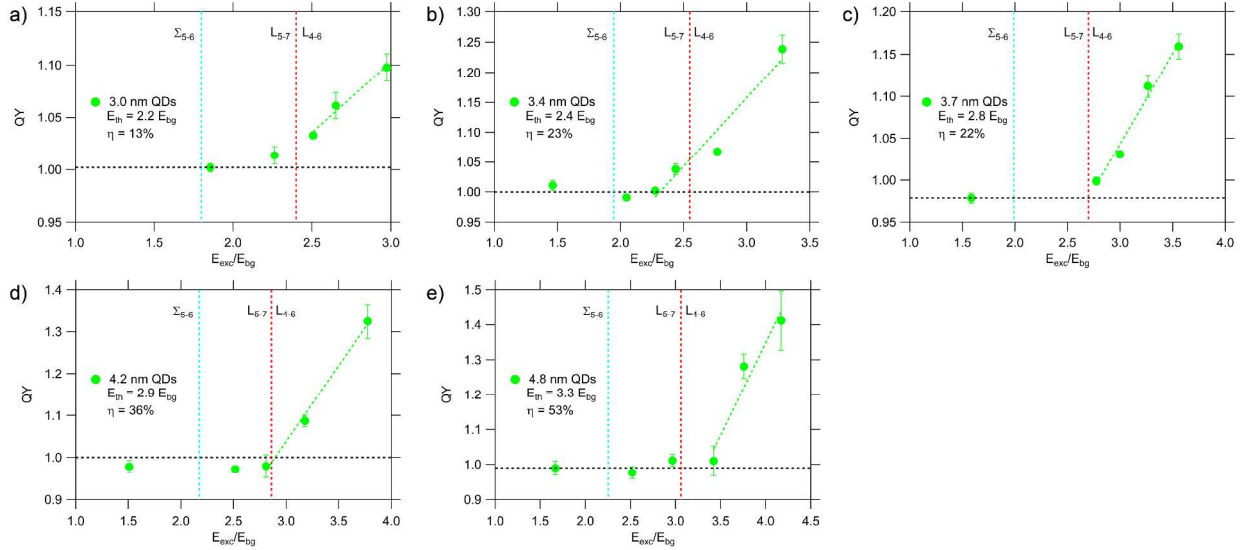 a)
1.15
1.10
1.05
1.00
0.95
QY
Σ5-6
L5-7
L4-6
3.0 nm QDs
Eth = 2.2 Ebg
η = 13%
1.0
1.5
2.0
2.5
3.0
Eexc/Ebg
b)
1.30
1.25
1.20
1.15
1.10
1.05
1.00
0.95
QY
Σ5-6
L5-7
L4-6
3.4 nm QDs
Eth = 2.4 Ebg
η = 23%
1.0
1.5
2.0
2.5
3.0
3.5
Eexc/Ebg
c)
1.20
1.15
1.10
1.05
1.00
0.95
QY
Σ5-6
L5-7
L4-6
3.7 nm QDs
Eth = 2.8 Ebg
η = 22%
1.0
1.5
2.0
2.5
3.0
3.5
4.0
Eexc/Ebg
d)
1.4
1.3
1.2
1.1
1.0
0.9
QY
Σ5-6
L5-7
L4-6
4.2 nm QDs
Eth = 2.9 Ebg
η = 36%
1.0
1.5
2.0
2.5
3.0
3.5
4.0
Eexc/Ebg
e)
1.5
1.4
1.3
1.2
1.1
1.0
0.9
QY
Σ5-6
L5-7
L4-6
4.8 nm QDs
Eth = 3.3 Ebg
η = 53%
1.0
1.5
2.0
2.5
3.0
3.5
4.0
4.5
Eexc/Ebg